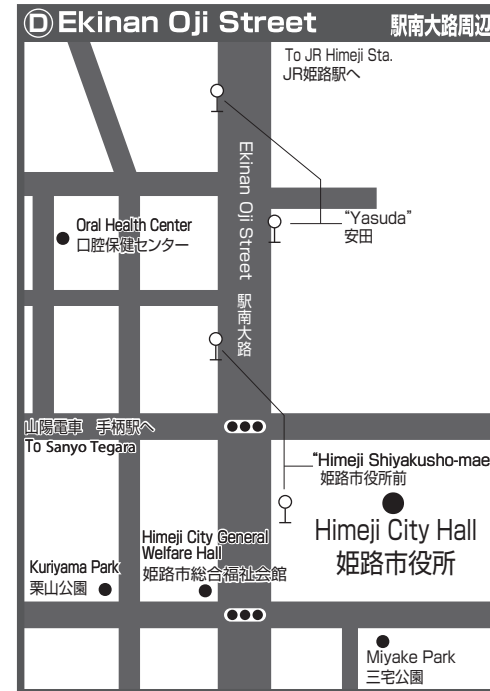 Ⓓ Ekinan Oji Street 駅南大路周辺
To JR Himeji Sta.
JR姫路駅へ
Ekinan Oji Street 駅南大路
"Yasuda"
安田
Oral Health Center
口腔保健センター
山陽電車 手柄駅へ
To Sanyo Tegara
"Himeji Shiyakusho-mae
姫路市役所前
Himeji City Hall
姫路市役所
Himeji City General
Welfare Hall
姫路市総合福祉会館
Kuriyama Park
栗山公園
Miyake Park
三宅公園